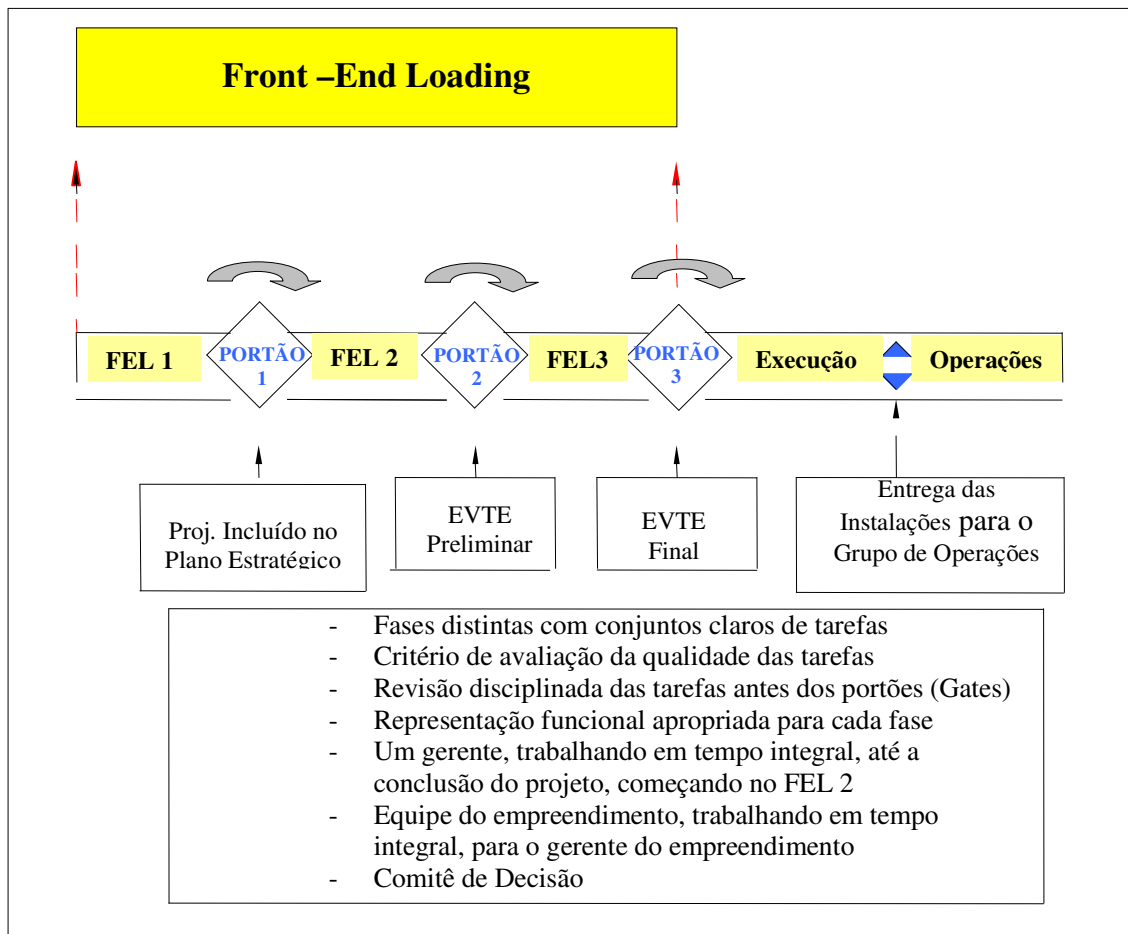 Front –End Loading
FEL 1
PORTÃO
1
FEL 2
PORTÃO
2
FEL3
PORTÃO
3
Execução
Operações
Proj. Incluído no
Plano Estratégico
EVTE
Preliminar
EVTE
Final
Entrega das
Instalações para o
Grupo de Operações
- Fases distintas com conjuntos claros de tarefas
- Critério de avaliação da qualidade das tarefas
- Revisão disciplinada das tarefas antes dos portões (Gates)
- Representação funcional apropriada para cada fase
- Um gerente, trabalhando em tempo integral, até a
conclusão do projeto, começando no FEL 2
- Equipe do empreendimento, trabalhando em tempo
integral, para o gerente do empreendimento
- Comitê de Decisão